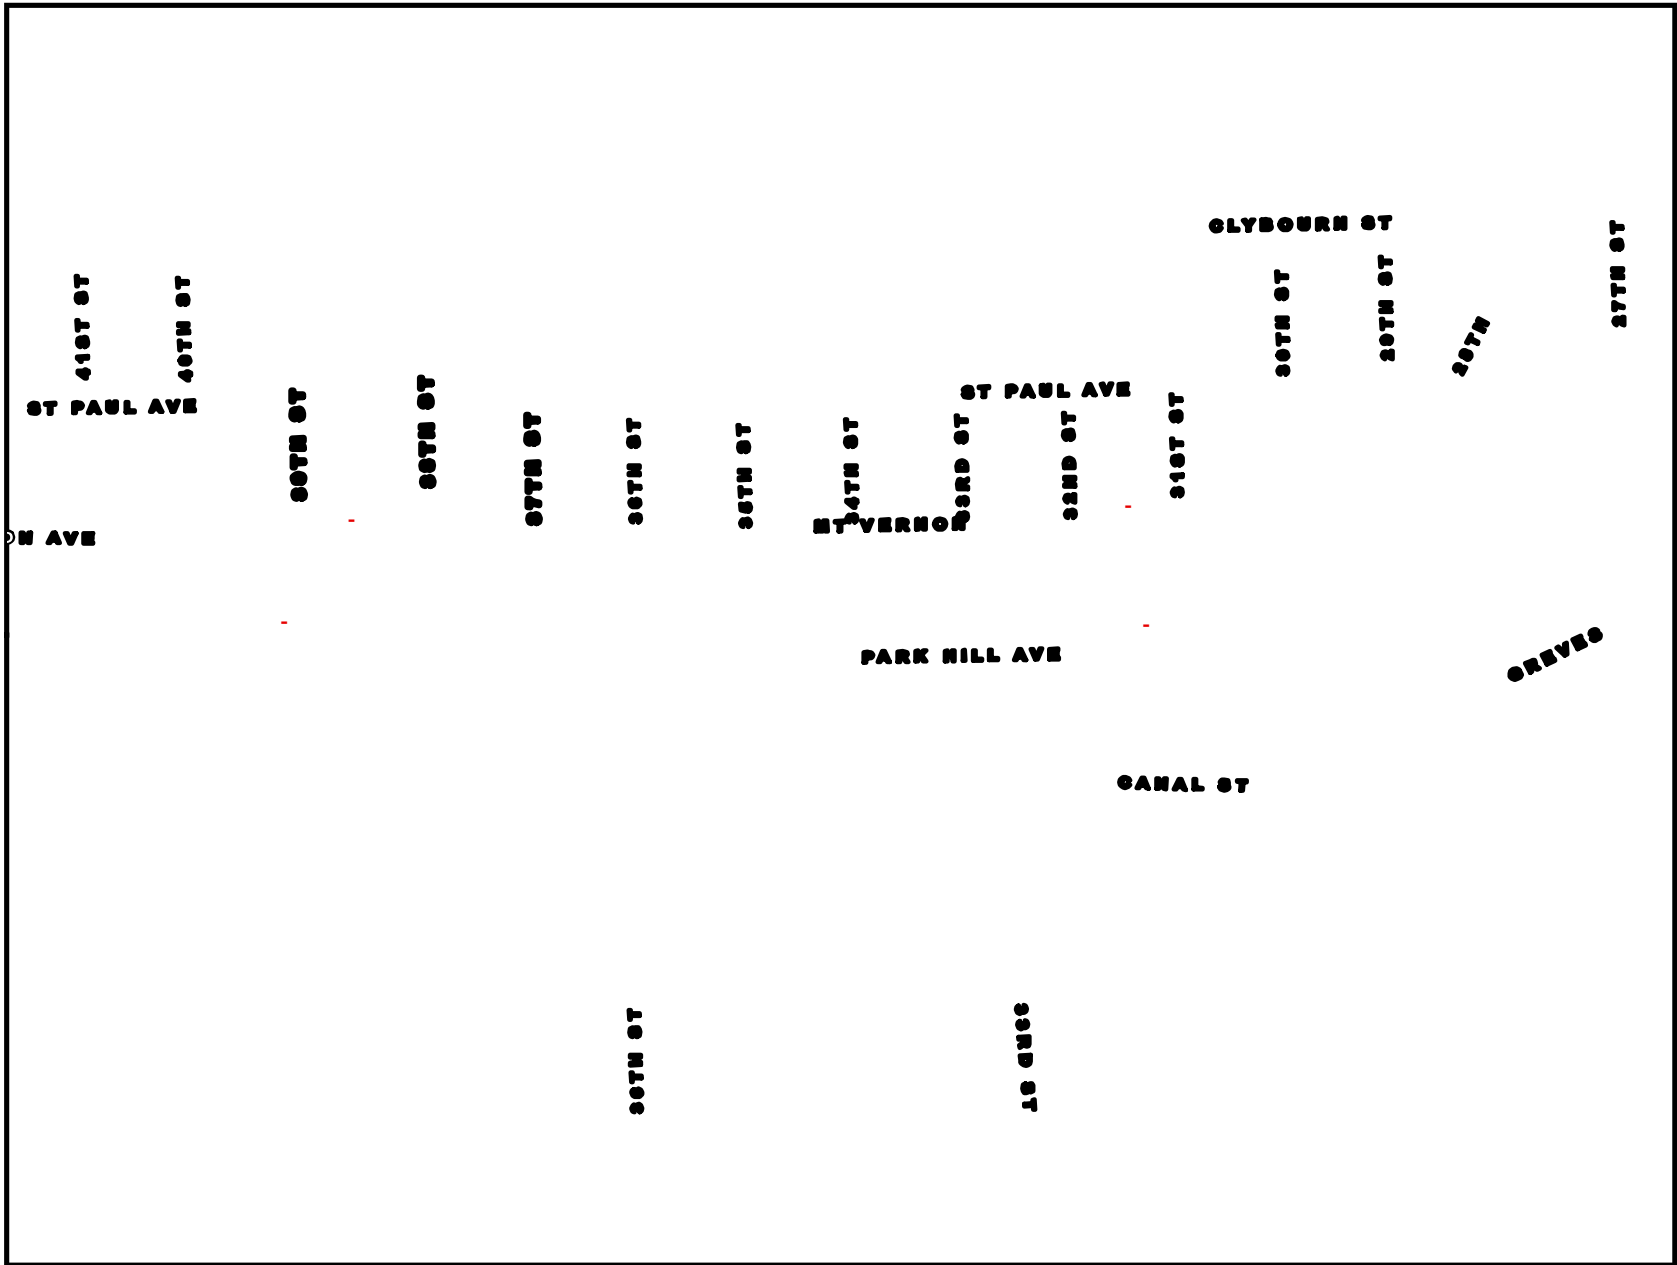 CLYBOURN ST
27TH ST
29TH ST
30TH ST
41ST ST
40TH ST
28TH
ST PAUL AVE
39TH ST
38TH ST
ST PAUL AVE
37TH ST
36TH ST
35TH ST
34TH ST
33RD ST
32ND ST
31ST ST
MT VERNON
N AVE
PARK HILL AVE
GREVES
CANAL ST
36TH ST
33RD ST